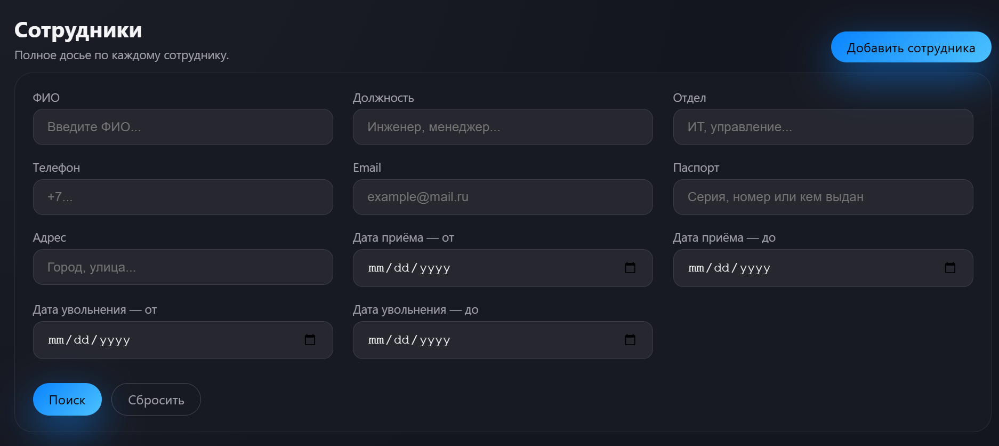 Сотрудники
Полное досье по каждому сотруднику.
Добавить сотрудника
ФИО
Должность
Отдел
Введите ФИО...
Инженер, менеджер...
ИТ, управление...
Телефон
Email
Паспорт
+7...
example@mail.ru
Серия, номер или кем выдан
Адрес
Дата приёма — от
Дата приёма — до
Город, улица...
mm/dd/yyyy
mm/dd/yyyy
Дата увольнения — от
Дата увольнения — до
mm/dd/yyyy
mm/dd/yyyy
Поиск
Сбросить